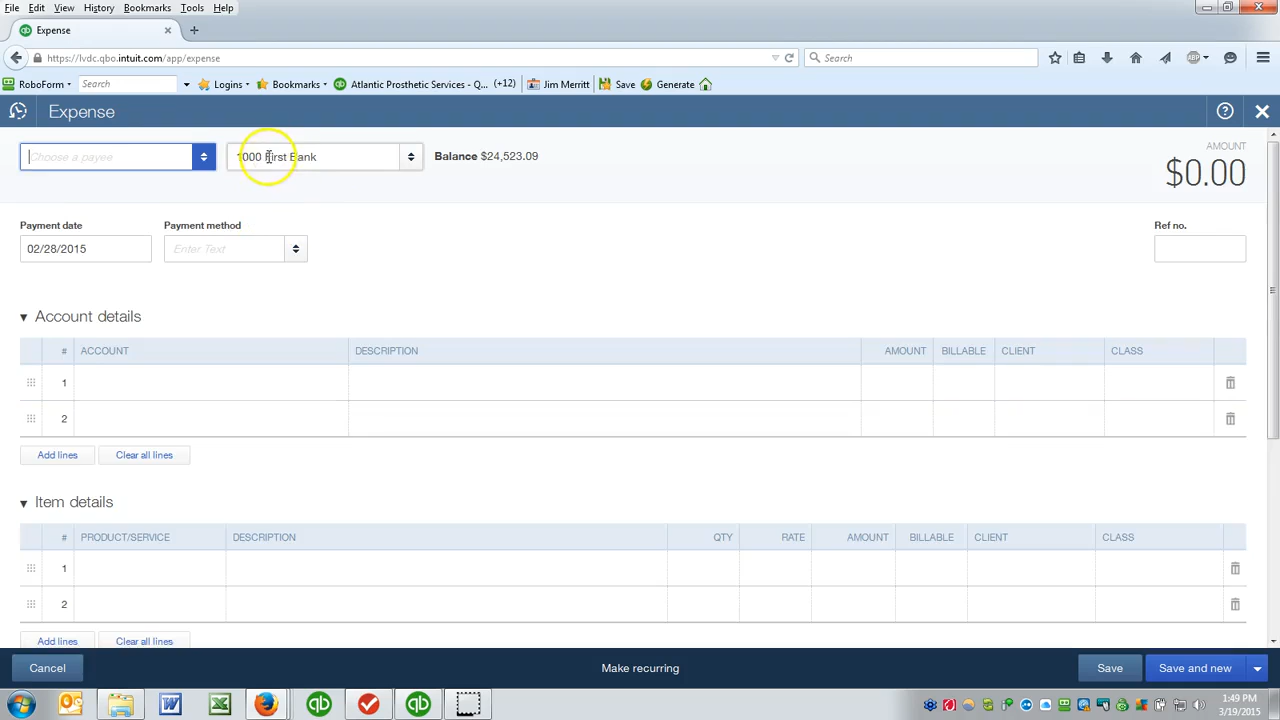 File Edit View History Bookmarks Tools Help
Expense
https://lvdc.qbo.intuit.com/app/expense
Search
RoboForm Search Logins Bookmarks Atlantic Prosthetic Services - Q... (+12) Jim Merritt Save Generate
Expense
Choose a payee 1000 First Bank Balance $24,523.09
AMOUNT
$0.00
Payment date Payment method Ref no.
02/28/2015 Enter Text
Account details
# ACCOUNT DESCRIPTION AMOUNT BILLABLE CLIENT CLASS
1
2
Add lines Clear all lines
Item details
# PRODUCT/SERVICE DESCRIPTION QTY RATE AMOUNT BILLABLE CLIENT CLASS
1
2
Add lines Clear all lines
Cancel Make recurring Save Save and new
1:49 PM
3/19/2015